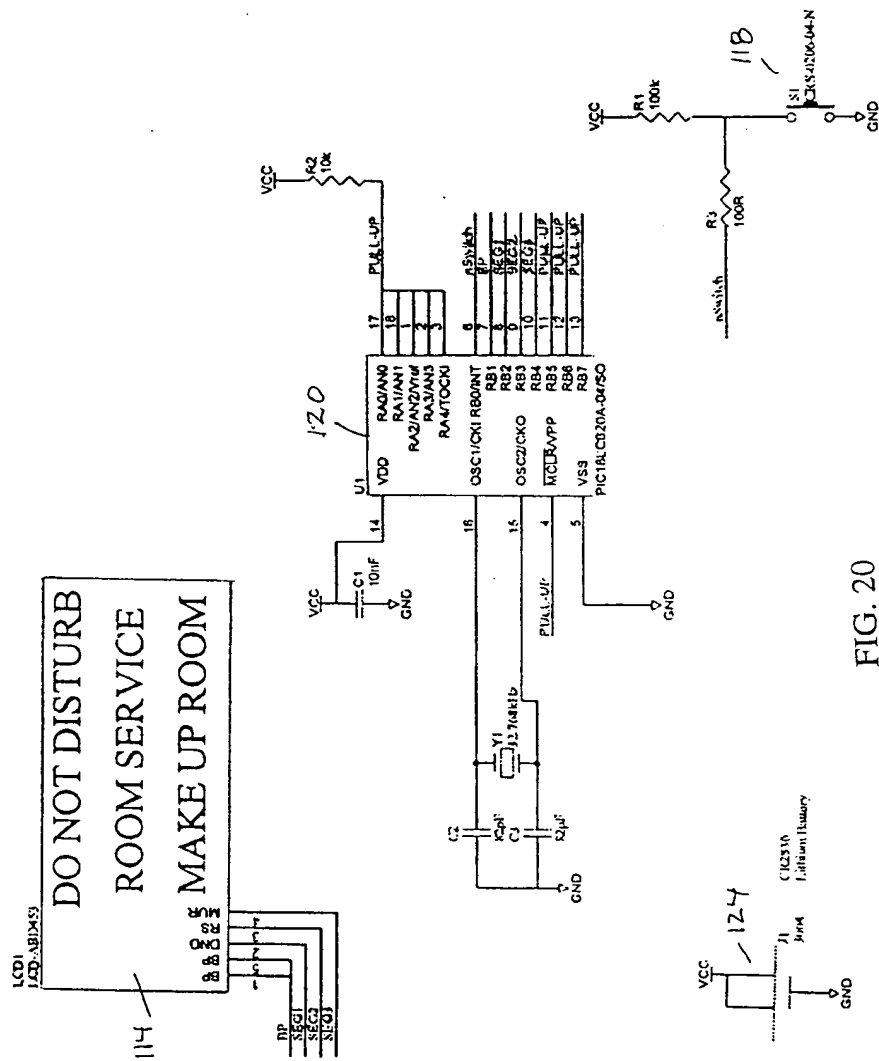 LCD1
DO NOT DISTURB
ROOM SERVICE
MAKE UP ROOM
BP
BP
DND
RS
MUR
BP
SEG1
SEG2
SEG3
114
VCC
C1
10nF
GND
VCC
R2
10k
PULL-UP
120
U1
14
VDD
16
OSC1/CKI
15
OSC2/CKO
4
MCLR/VPP
5
VSS
RA0/AN0
17
RA1/AN1
18
RA2/AN2/Vref
1
RA3/AN3
2
RA4/TOCKI
3
RB0/INT
6
nSwitch
RB1
7
BP
RB2
8
SEG1
RB3
9
SEG2
RB4
10
SEG3
RB5
11
PULL-UP
RB6
12
PULL-UP
RB7
13
PULL-UP
PULL-UP
GND
Y1
GND
VCC
R1
100k
R3
100R
nSwitch
118
S1
GND
VCC
124
J1
Lithium Battery
GND
FIG. 20